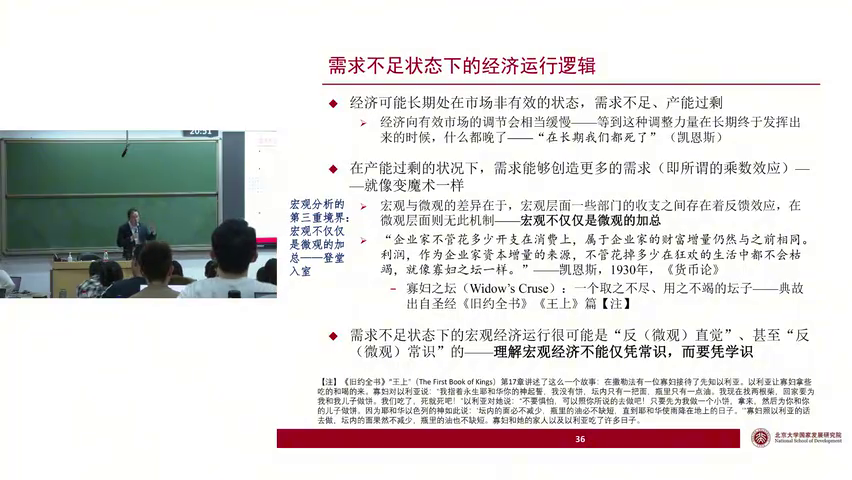 需求不足状态下的经济运行逻辑
◆ 经济可能长期处在市场非有效的状态，需求不足、产能过剩
➢ 经济向有效市场的调节会相当缓慢——等到这种调整力量在长期终于发挥出
来的时候，什么都晚了——“在长期我们都死了”（凯恩斯）
◆ 在产能过剩的状况下，需求能够创造更多的需求（即所谓的乘数效应）—
—就像变魔术一样
宏观分析的
第三重境界：
宏观不仅仅
是微观的加
总——登堂
入室
➢ 宏观与微观的差异在于，宏观层面一些部门的收支之间存在着反馈效应，在
微观层面则无此机制——宏观不仅仅是微观的加总
➢ “企业家不管花多少开支在消费上，属于企业家的财富增量仍然与之前相同。
利润，作为企业家资本增量的来源，不管花掉多少在狂欢的生活中都不会枯
竭，就像寡妇之坛一样。”——凯恩斯，1930年，《货币论》
– 寡妇之坛（Widow's Cruse）：一个取之不尽、用之不竭的坛子——典故
出自圣经《旧约全书》《王上》篇【注】
◆ 需求不足状态下的宏观经济运行很可能是“反（微观）直觉”、甚至“反
（微观）常识”的——理解宏观经济不能仅凭常识，而要凭学识
【注】《旧约全书》“王上”（The First Book of Kings）第17章讲述了这么一个故事：在撒勒法有一位寡妇接待了先知以利亚。以利亚让寡妇拿些
吃的和喝的来。寡妇对以利亚说：“我指着永生耶和华你的神起誓，我没有饼，坛内只有一把面，瓶里只有一点油。我现在找两根柴，回家要为
我和我儿子做饼。我们吃了，死就死吧！”以利亚对她说：“不要惧怕，可以照你所说的去做吧！只要先为我做一个小饼，拿来，然后为你和你
的儿子做饼。因为耶和华以色列的神如此说：‘坛内的面必不减少，瓶里的油必不缺短，直到耶和华使雨降在地上的日子。’”寡妇照以利亚的话
去做，坛内的面果然不减少，瓶里的油也不缺短。寡妇和她的家人以及以利亚吃了许多日子。
36
北京大学国家发展研究院
National School of Development